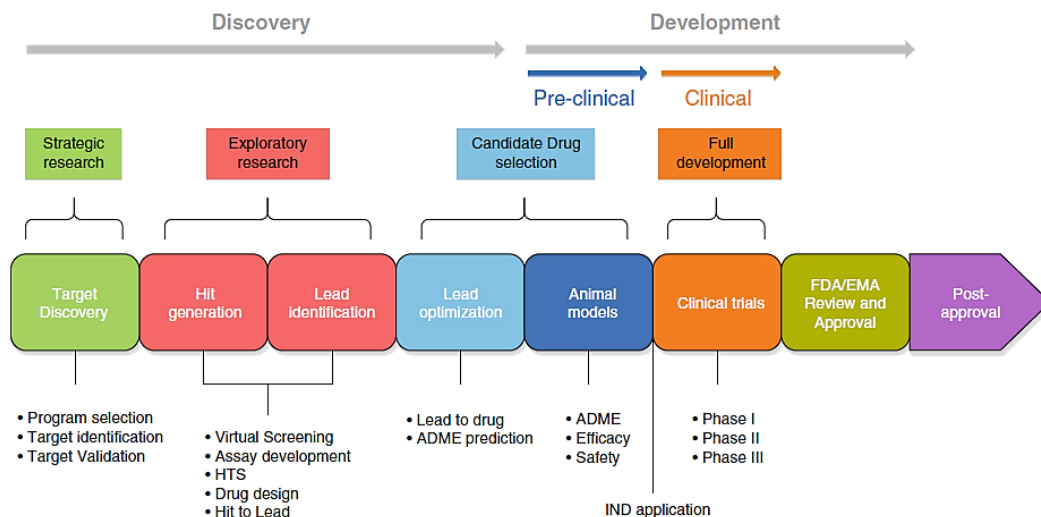 Discovery
Development
Pre-clinical
Clinical
Strategic
research
Exploratory
research
Candidate Drug
selection
Full
development
Target
Discovery
Hit
generation
Lead
identification
Lead
optimization
Animal
models
Clinical trials
FDA/EMA
Review and
Approval
Post-
approval
• Program selection
• Target identification
• Target Validation
• Virtual Screening
• Assay development
• HTS
• Drug design
• Hit to Lead
• Lead to drug
• ADME prediction
• ADME
• Efficacy
• Safety
• Phase I
• Phase II
• Phase III
IND application